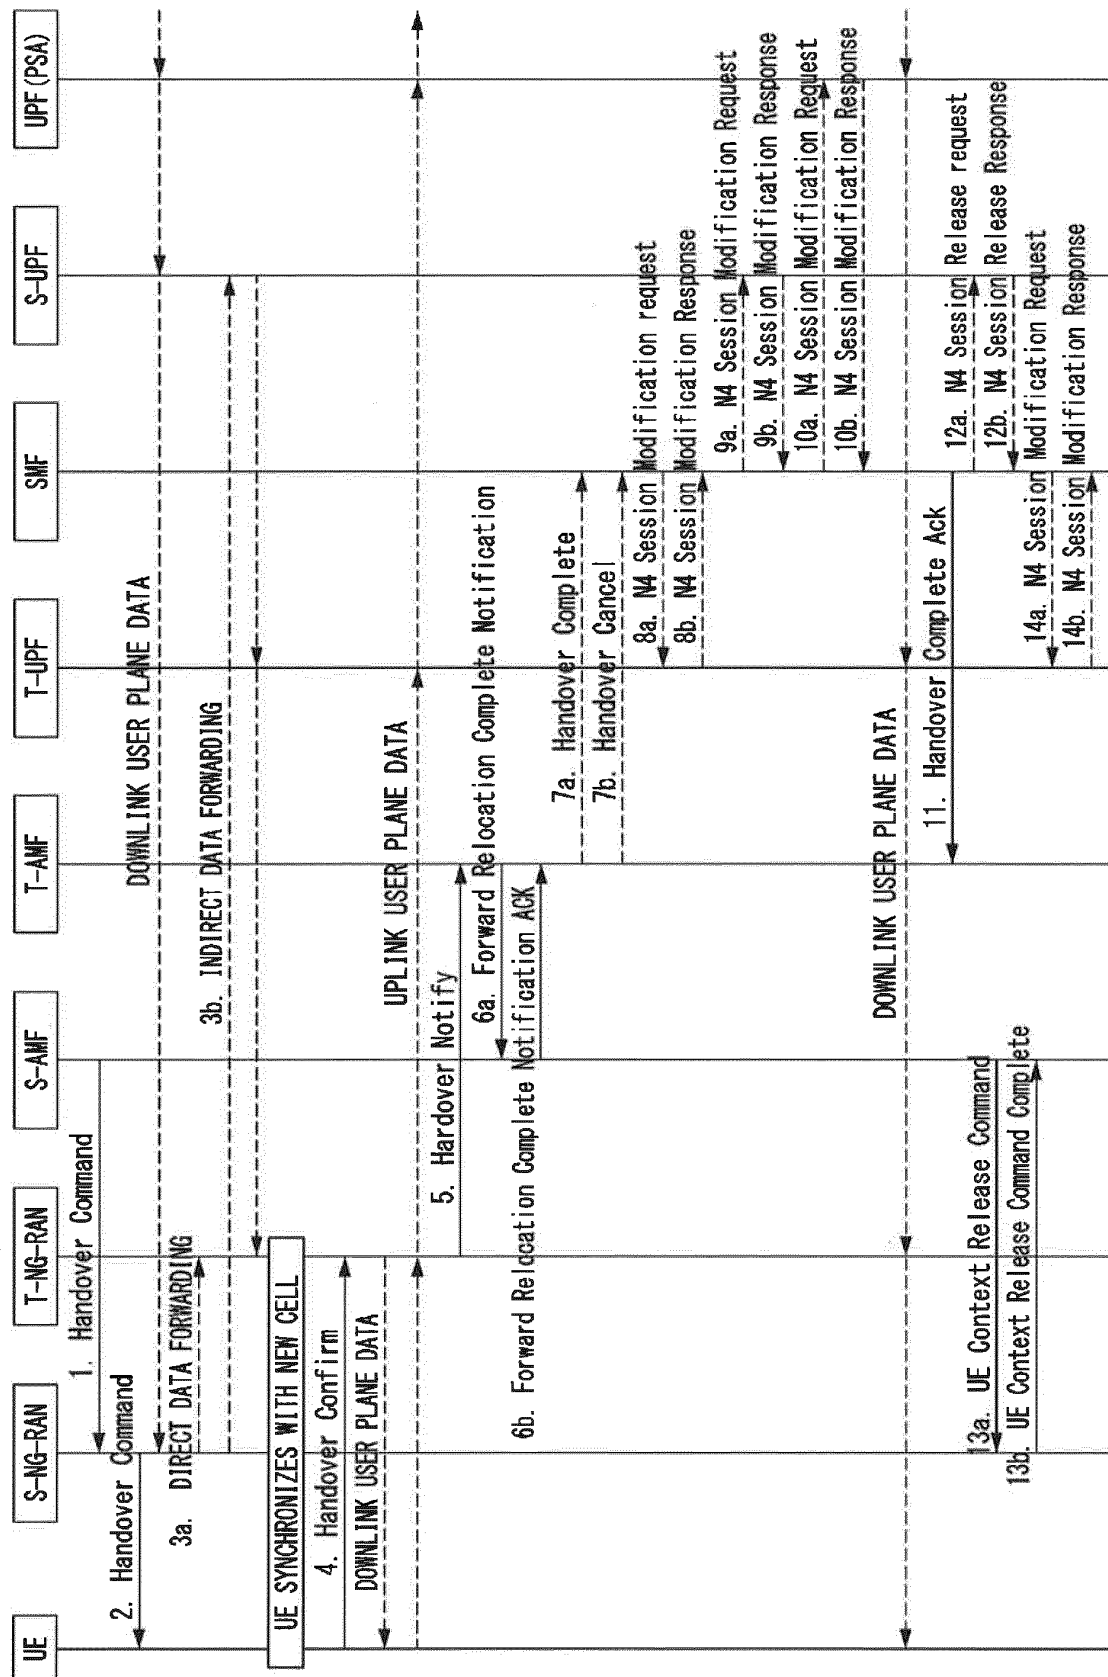 UE
S-NG-RAN
T-NG-RAN
S-AMF
T-AMF
T-UPF
SMF
S-UPF
UPF(PSA)
1. Handover Command
2. Handover Command
DOWNLINK USER PLANE DATA
3a. DIRECT DATA FORWARDING
3b. INDIRECT DATA FORWARDING
UE SYNCHRONIZES WITH NEW CELL
4. Handover Confirm
DOWNLINK USER PLANE DATA
UPLINK USER PLANE DATA
5. Hardover Notify
6a. Forward Relocation Complete Notification
6b. Forward Relocation Complete Notification ACK
7a. Handover Complete
7b. Handover Cancel
8a. N4 Session Modification request
8b. N4 Session Modification Response
9a. N4 Session Modification Request
9b. N4 Session Modification Response
10a. N4 Session Modification Request
10b. N4 Session Modification Response
DOWNLINK USER PLANE DATA
11. Handover Complete Ack
12a. N4 Session Release request
12b. N4 Session Release Response
13a. UE Context Release Command
13b. UE Context Release Command Complete
14a. N4 Session Modification Request
14b. N4 Session Modification Response